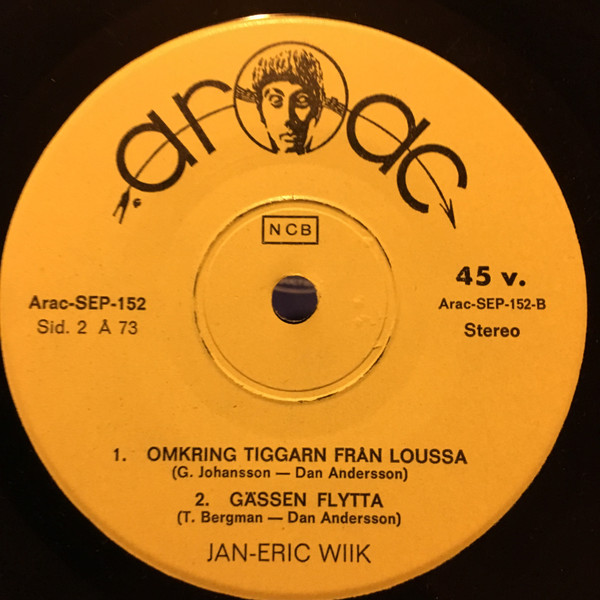 arac
NCB
Arac-SEP-152
Sid. 2 Å 73
45 v.
Arac-SEP-152-B
Stereo
1. OMKRING TIGGARN FRÅN LOUSSA
(G. Johansson — Dan Andersson)
2. GÄSSEN FLYTTA
(T. Bergman — Dan Andersson)
JAN-ERIC WIIK